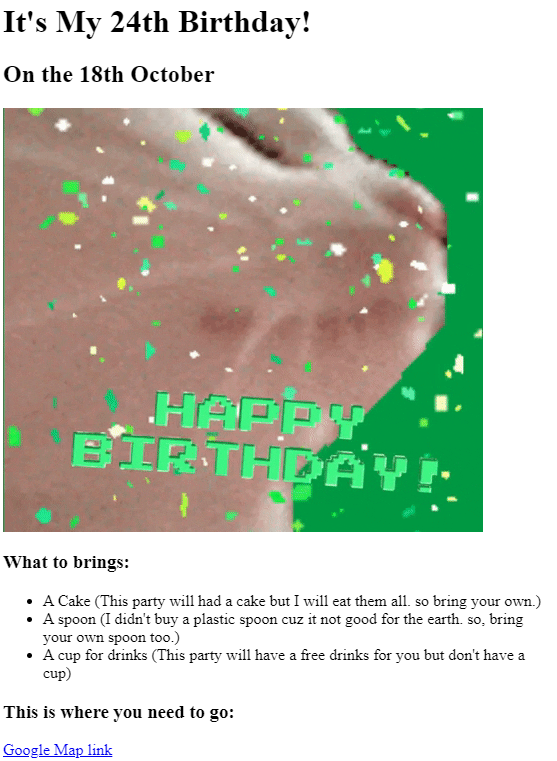 It's My 24th Birthday!
On the 18th October
HAPPY
BIRTHDAY!
What to brings:
A Cake (This party will had a cake but I will eat them all. so bring your own.)
A spoon (I didn't buy a plastic spoon cuz it not good for the earth. so, bring
your own spoon too.)
A cup for drinks (This party will have a free drinks for you but don't have a
cup)
This is where you need to go:
Google Map link